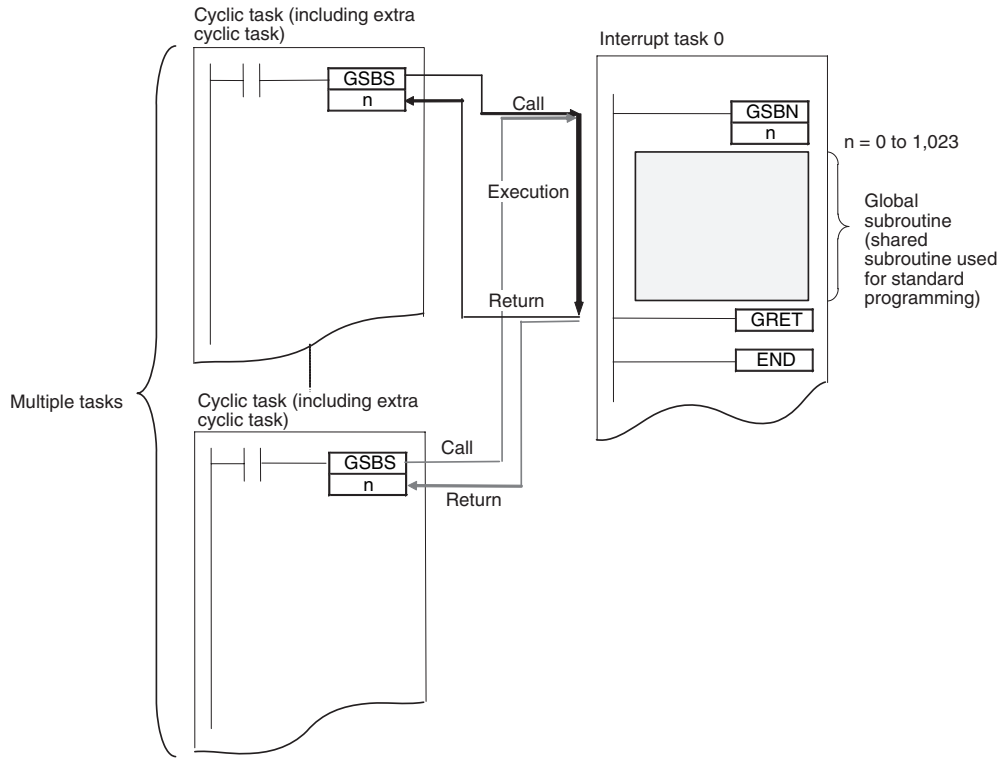 Cyclic task (including extra
cyclic task)
GSBS
n
Call
Execution
Return
Interrupt task 0
GSBN
n
n = 0 to 1,023
Global
subroutine
(shared
subroutine used
for standard
programming)
GRET
END
Multiple tasks
Cyclic task (including extra
cyclic task)
GSBS
n
Call
Return